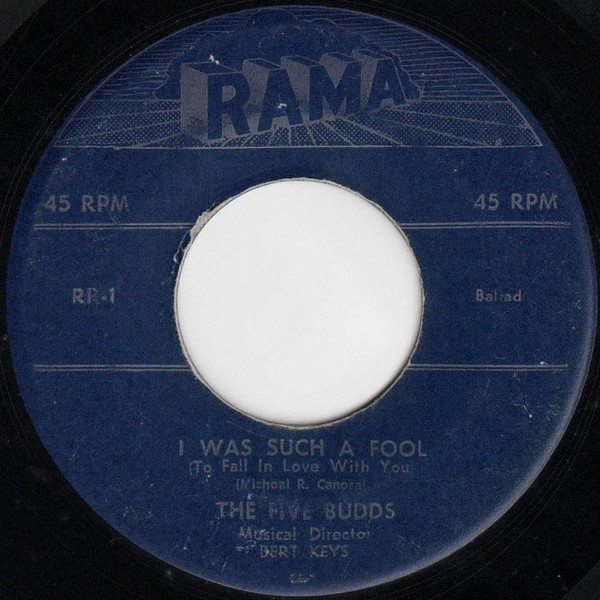 RAMA
45 RPM 45 RPM
RR-1 Ballad
I WAS SUCH A FOOL
(To Fall In Love With You
(Micheal R. Canosa)
THE FIVE BUDDS
Musical Director
BERT KEYS